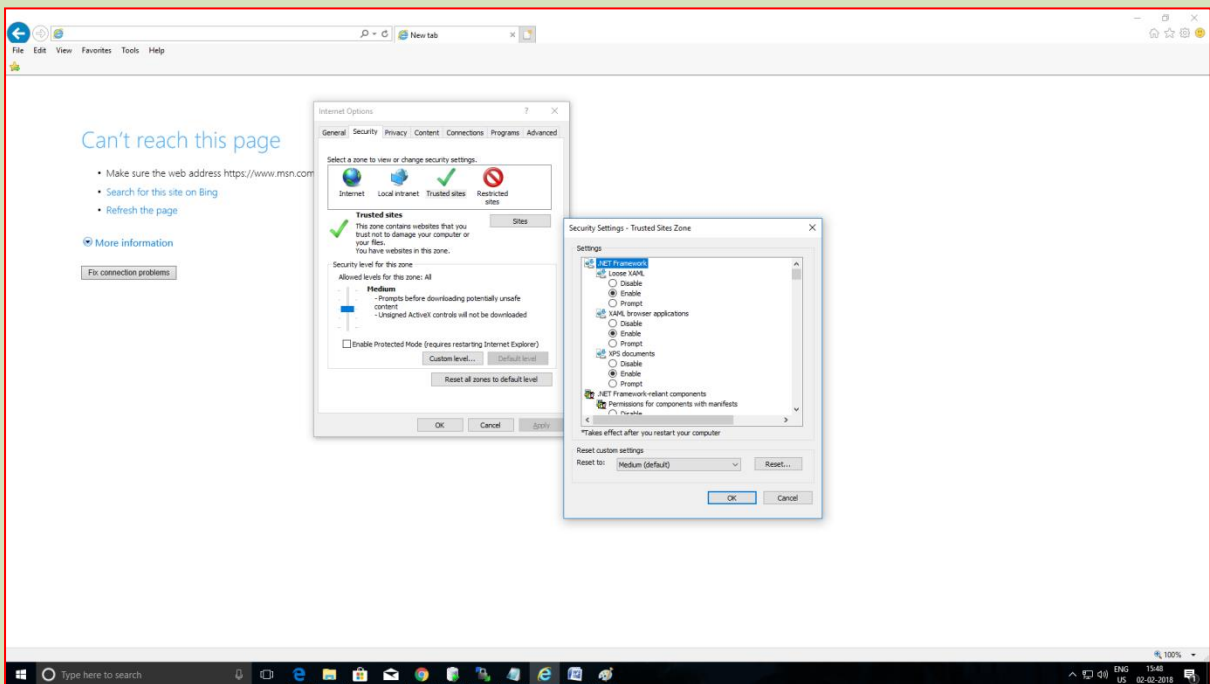 New tab
File Edit View Favorites Tools Help
Can't reach this page
• Make sure the web address https://www.msn.com
• Search for this site on Bing
• Refresh the page
More information
Fix connection problems
Internet Options
General Security Privacy Content Connections Programs Advanced
Select a zone to view or change security settings.
Internet Local intranet Trusted sites Restricted
sites
Trusted sites
Sites
This zone contains websites that you
trust not to damage your computer or
your files.
You have websites in this zone.
Security level for this zone
Allowed levels for this zone: All
Medium
- Prompts before downloading potentially unsafe
content
- Unsigned ActiveX controls will not be downloaded
Enable Protected Mode (requires restarting Internet Explorer)
Custom level... Default level
Reset all zones to default level
OK Cancel Apply
Security Settings - Trusted Sites Zone
Settings
.NET Framework
Loose XAML
Disable
Enable
Prompt
XAML browser applications
Disable
Enable
Prompt
XPS documents
Disable
Enable
Prompt
.NET Framework-reliant components
Permissions for components with manifests
Disable
*Takes effect after you restart your computer
Reset custom settings
Reset to: Medium (default) Reset...
OK Cancel
100%
Type here to search
ENG 15:48
US 02-02-2018